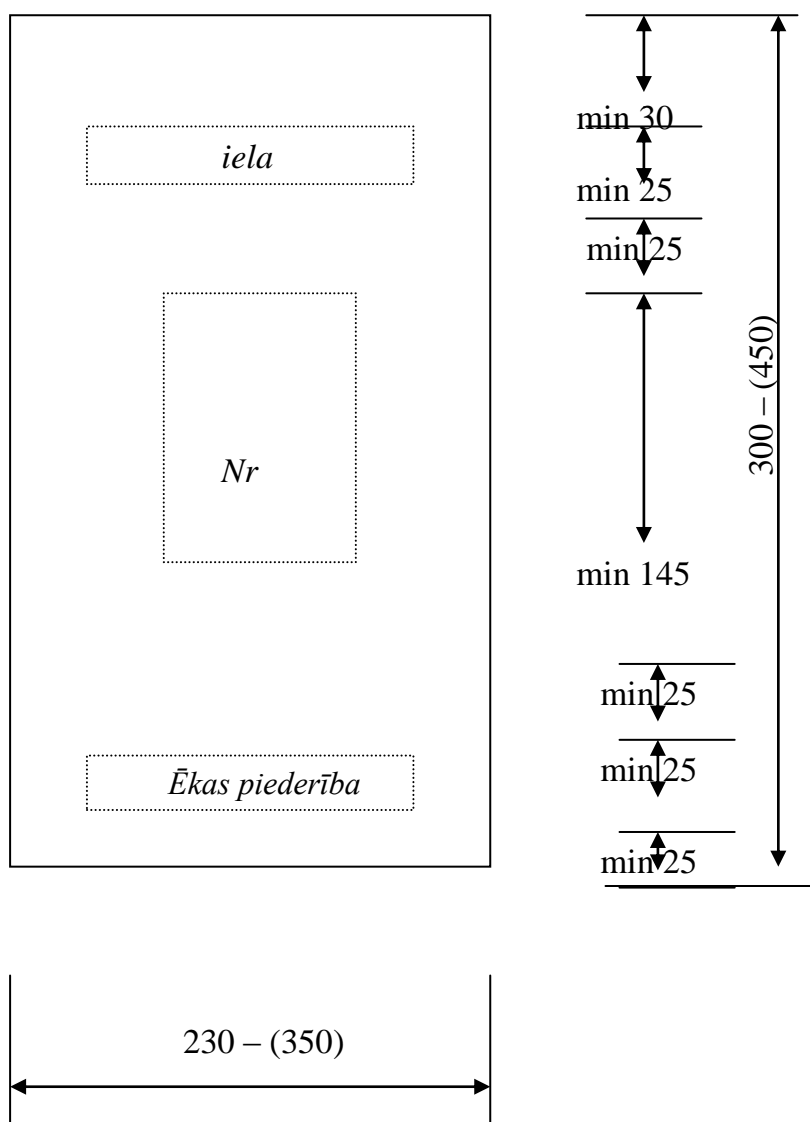 min 30
iela
min 25
min 25
300 – (450)
Nr
min 145
min 25
Ēkas piederība
min 25
min 25
230 – (350)